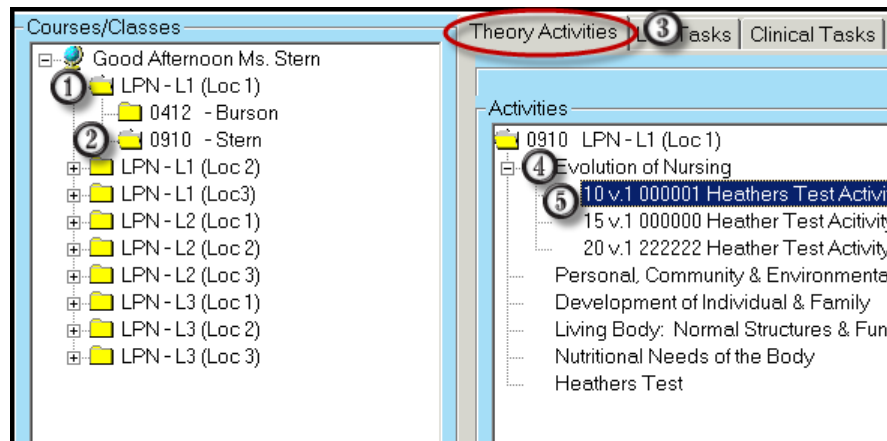 Courses/Classes
Good Afternoon Ms. Stern
1 LPN - L1 (Loc 1)
0412 - Burson
2 0910 - Stern
LPN - L1 (Loc 2)
LPN - L1 (Loc3)
LPN - L2 (Loc 1)
LPN - L2 (Loc 2)
LPN - L2 (Loc 3)
LPN - L3 (Loc 1)
LPN - L3 (Loc 2)
LPN - L3 (Loc 3)
Theory Activities 3 Tasks Clinical Tasks
Activities
0910 LPN - L1 (Loc 1)
4 Evolution of Nursing
5 10 v.1 000001 Heathers Test Activi
15 v.1 000000 Heather Test Acitivity
20 v.1 222222 Heather Test Activity
Personal, Community & Environmenta
Development of Individual & Family
Living Body: Normal Structures & Fun
Nutritional Needs of the Body
Heathers Test